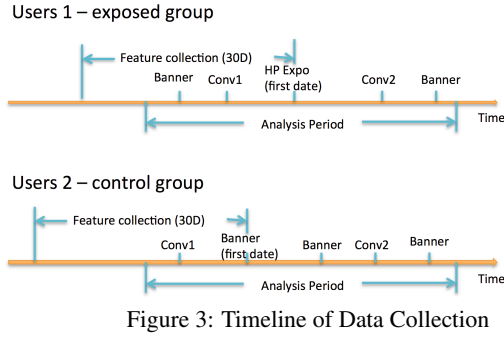 Users 1 – exposed group
Feature collection (30D)
Banner
Conv1
HP Expo
(first date)
Conv2
Banner
Time
Analysis Period
Users 2 – control group
Feature collection (30D)
Conv1
Banner
(first date)
Banner
Conv2
Banner
Time
Analysis Period
Figure 3: Timeline of Data Collection